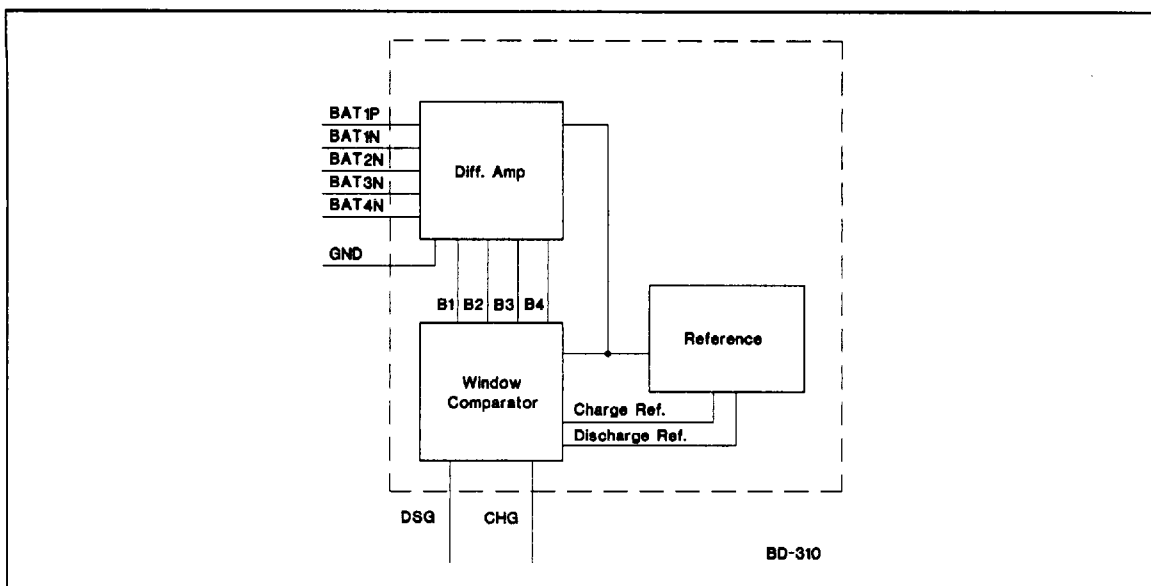 BAT1P
BAT1N
BAT2N
BAT3N
BAT4N
GND
Diff. Amp
B1 B2 B3 B4
Reference
Window
Comparator
Charge Ref.
Discharge Ref.
DSG CHG
BD-310